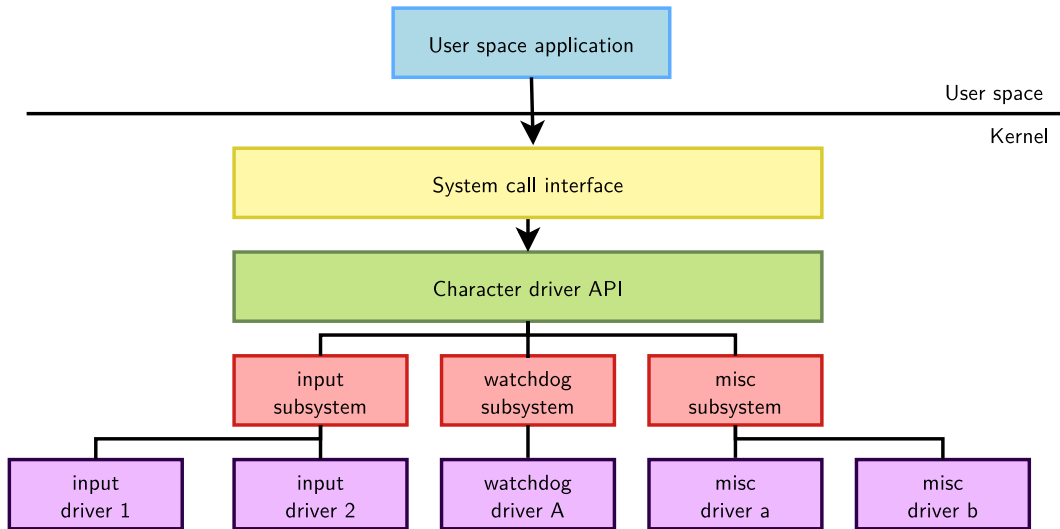 User space application
User space
Kernel
System call interface
Character driver API
input
subsystem
watchdog
subsystem
misc
subsystem
input
driver 1
input
driver 2
watchdog
driver A
misc
driver a
misc
driver b